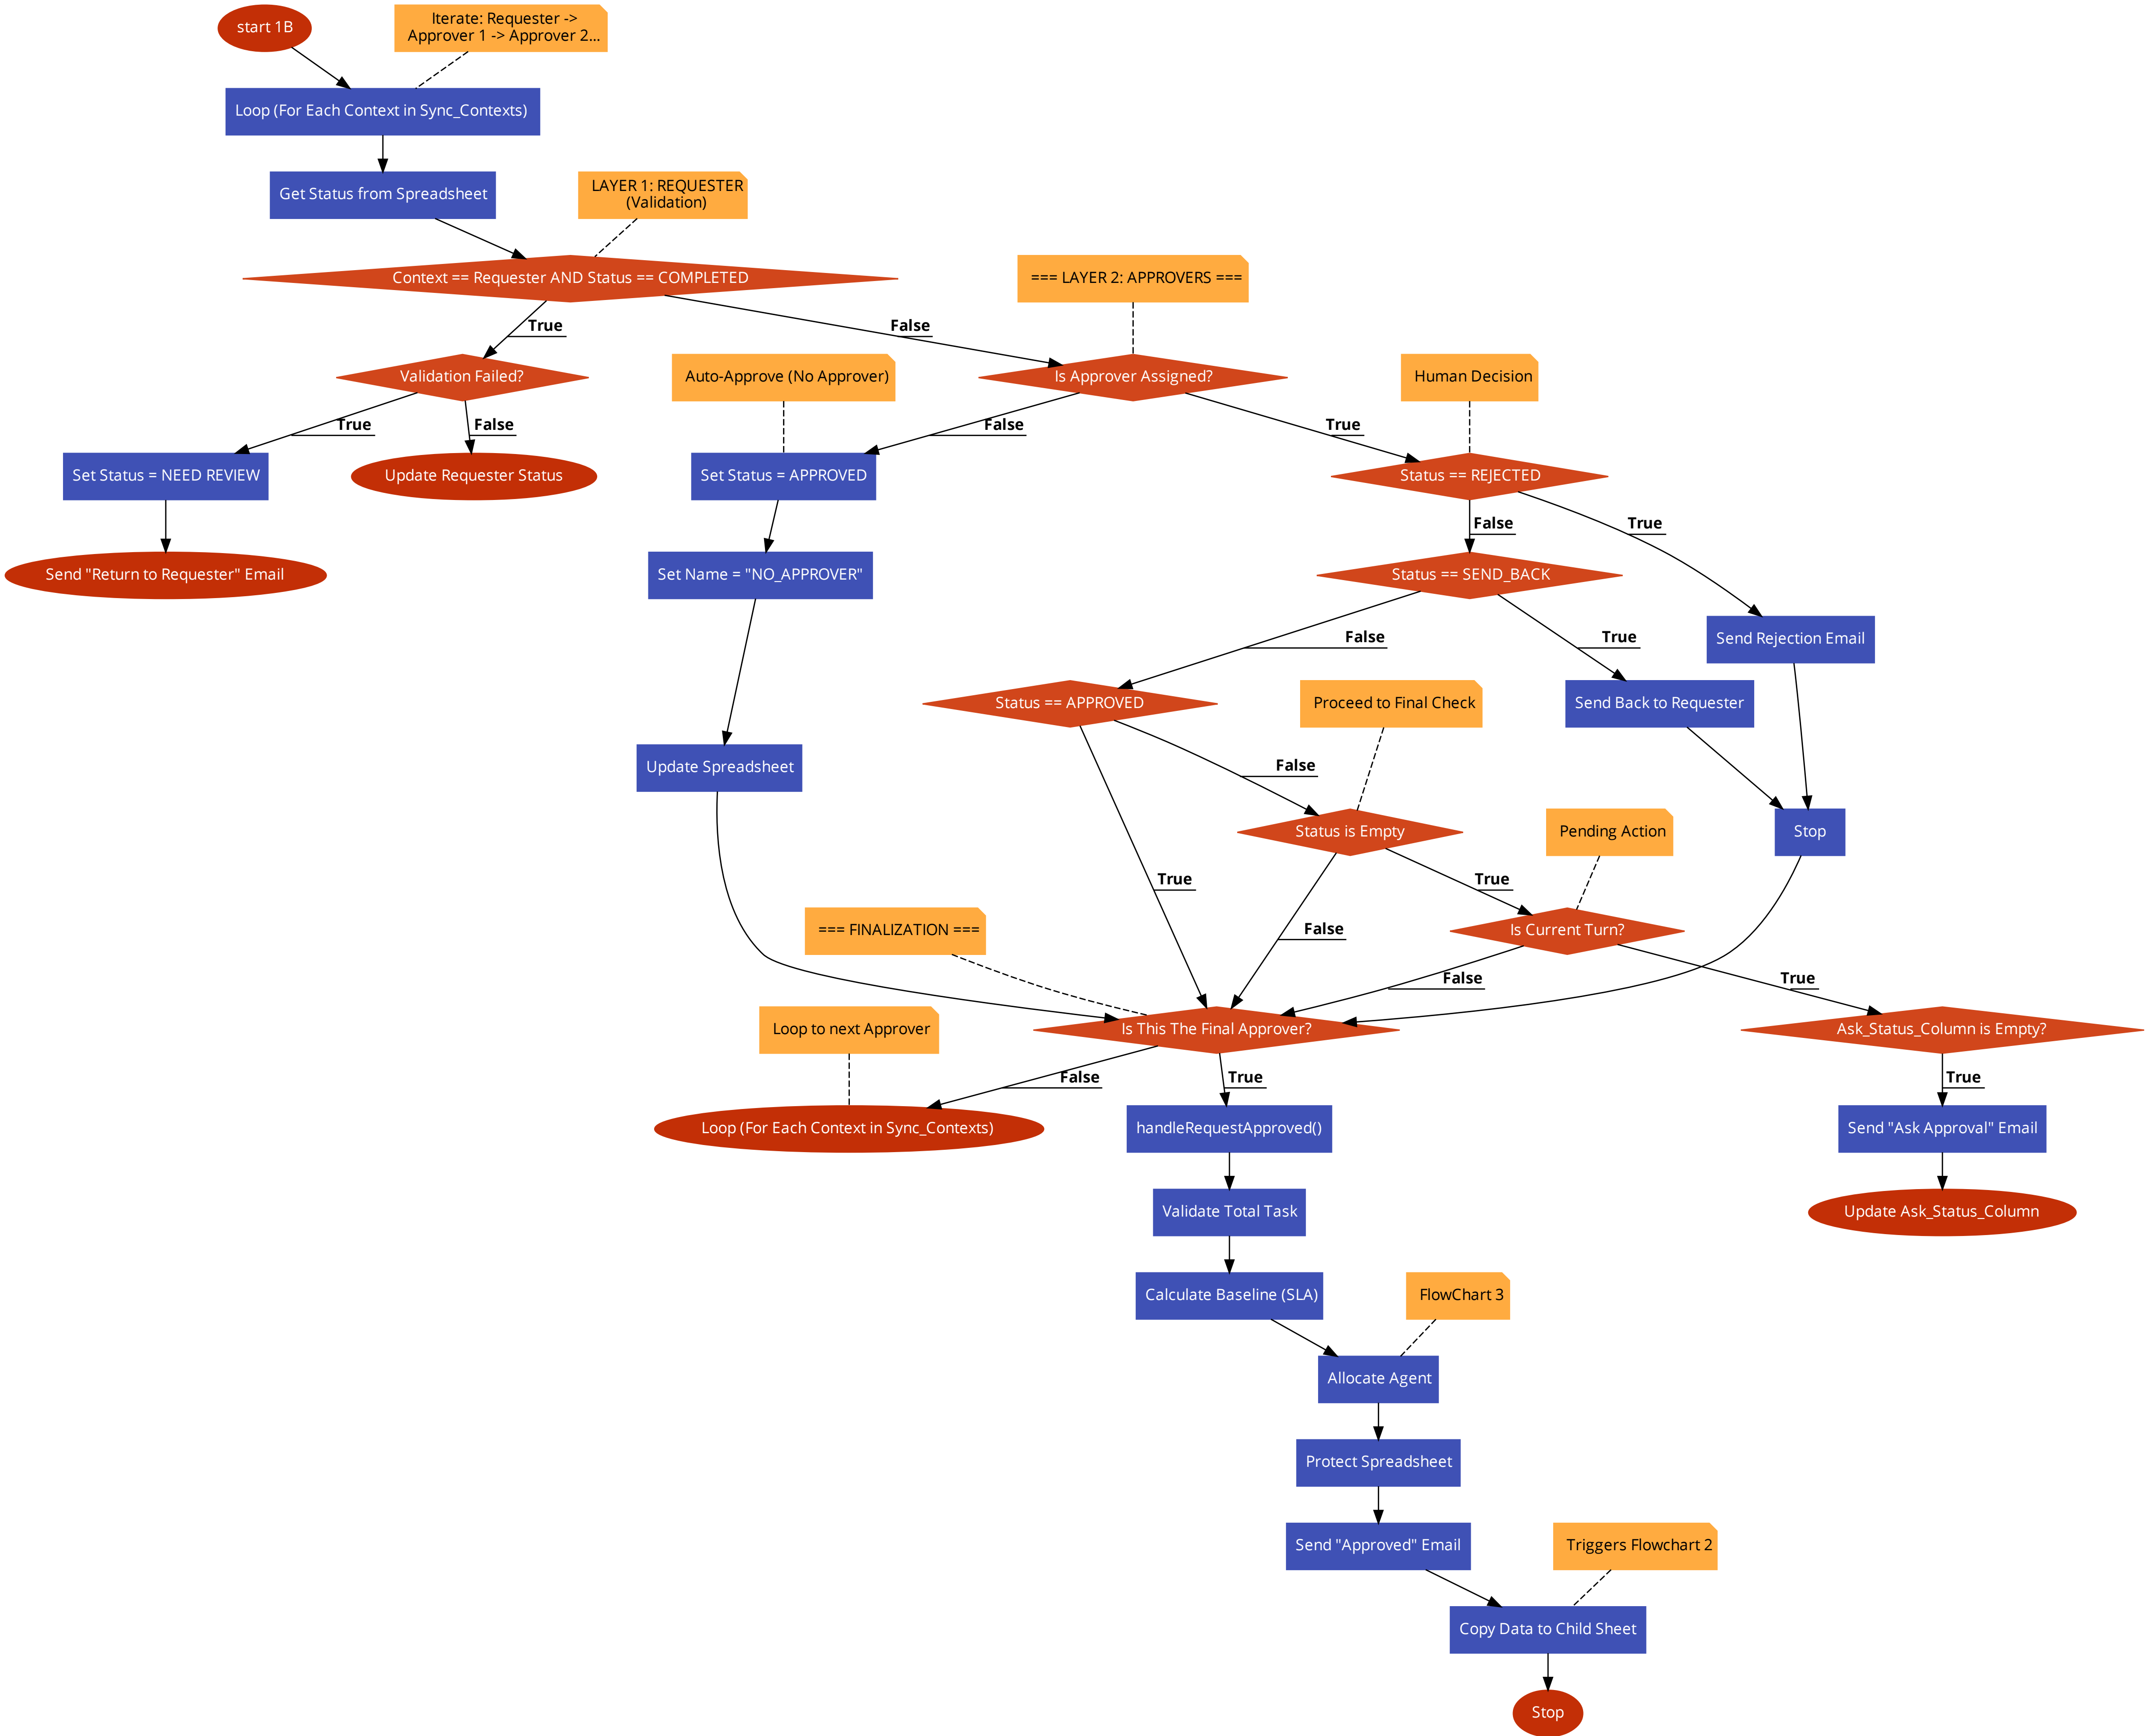 start 1B
Iterate: Requester ->
Approver 1 -> Approver 2...
Loop (For Each Context in Sync_Contexts)
Get Status from Spreadsheet
LAYER 1: REQUESTER
(Validation)
Context == Requester AND Status == COMPLETED
=== LAYER 2: APPROVERS ===
True
False
Validation Failed?
Auto-Approve (No Approver)
Is Approver Assigned?
Human Decision
True
False
False
True
Set Status = NEED REVIEW
Update Requester Status
Set Status = APPROVED
Status == REJECTED
False
True
Send "Return to Requester" Email
Set Name = "NO_APPROVER"
Status == SEND_BACK
Send Rejection Email
False
True
Status == APPROVED
Proceed to Final Check
Send Back to Requester
Update Spreadsheet
False
Status is Empty
Pending Action
Stop
True
True
=== FINALIZATION ===
False
Is Current Turn?
False
True
Loop to next Approver
Is This The Final Approver?
Ask_Status_Column is Empty?
False
True
True
Loop (For Each Context in Sync_Contexts)
handleRequestApproved()
Send "Ask Approval" Email
Validate Total Task
Update Ask_Status_Column
Calculate Baseline (SLA)
FlowChart 3
Allocate Agent
Protect Spreadsheet
Send "Approved" Email
Triggers Flowchart 2
Copy Data to Child Sheet
Stop